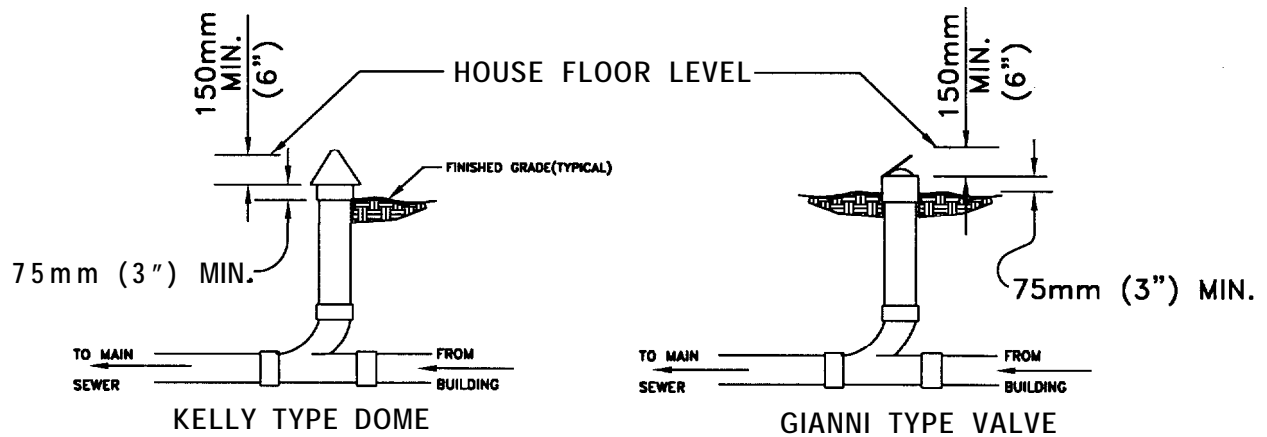 150mm
MIN.
(6")
HOUSE FLOOR LEVEL
150mm
MIN.
(6")
FINISHED GRADE(TYPICAL)
75mm (3") MIN.
75mm (3") MIN.
TO MAIN
SEWER
FROM
BUILDING
TO MAIN
SEWER
FROM
BUILDING
KELLY TYPE DOME
GIANNI TYPE VALVE